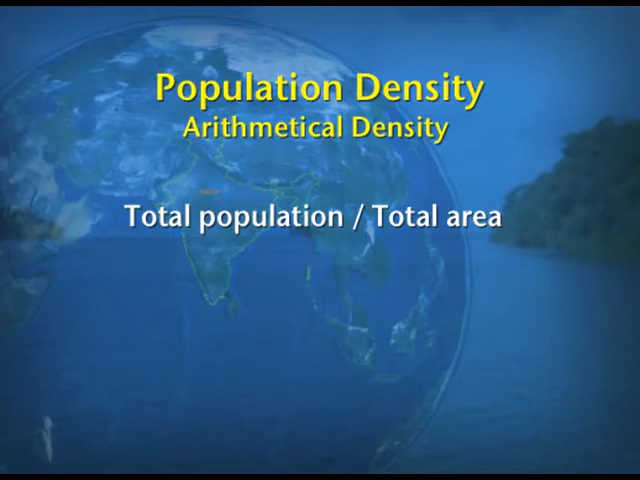 Population Density
Arithmetical Density
Total population / Total area